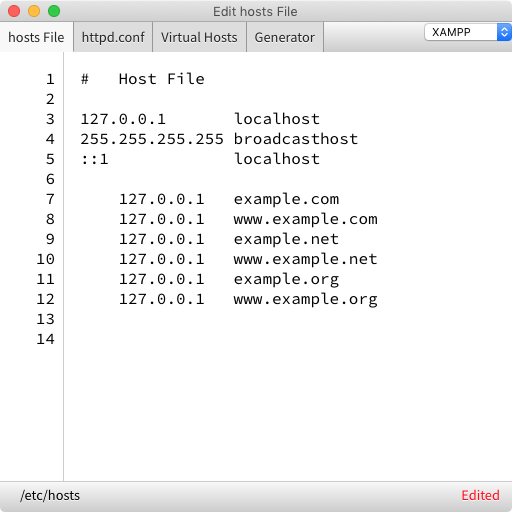 Edit hosts File
hosts File httpd.conf Virtual Hosts Generator XAMPP
1 # Host File
2
3 127.0.0.1 localhost
4 255.255.255.255 broadcasthost
5 ::1 localhost
6
7 127.0.0.1 example.com
8 127.0.0.1 www.example.com
9 127.0.0.1 example.net
10 127.0.0.1 www.example.net
11 127.0.0.1 example.org
12 127.0.0.1 www.example.org
13
14
/etc/hosts Edited